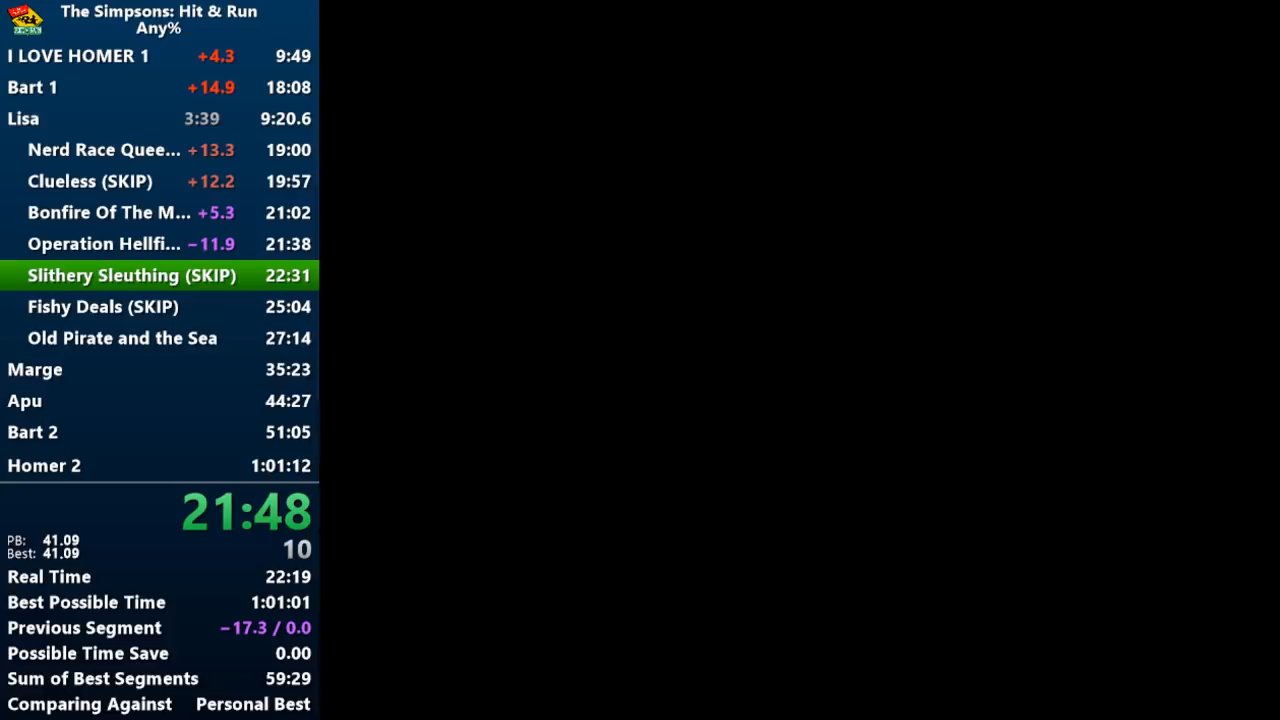 The Simpsons: Hit & Run
Any%
I LOVE HOMER 1 +4.3 9:49
Bart 1 +14.9 18:08
Lisa 3:39 9:20.6
Nerd Race Quee... +13.3 19:00
Clueless (SKIP) +12.2 19:57
Bonfire Of The M... +5.3 21:02
Operation Hellfi... −11.9 21:38
Slithery Sleuthing (SKIP) 22:31
Fishy Deals (SKIP) 25:04
Old Pirate and the Sea 27:14
Marge 35:23
Apu 44:27
Bart 2 51:05
Homer 2 1:01:12
21:48
PB: 41.09
Best: 41.09 10
Real Time 22:19
Best Possible Time 1:01:01
Previous Segment −17.3 / 0.0
Possible Time Save 0.00
Sum of Best Segments 59:29
Comparing Against Personal Best